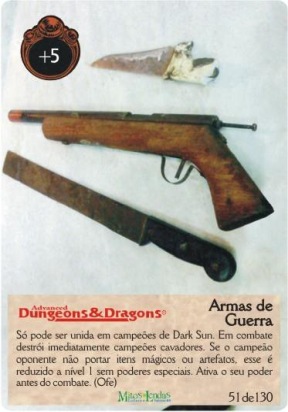 +5
Advanced
Dungeons&Dragons®
Armas de
Guerra
Só pode ser unida em campeões de Dark Sun. Em combate
destrói imediatamente campeões cavadores. Se o campeão
oponente não portar itens mágicos ou artefatos, esse é
reduzido a nível 1 sem poderes especiais. Ativa o seu poder
antes do combate. (Ofe)
Mitos&Lendas
51 de 130